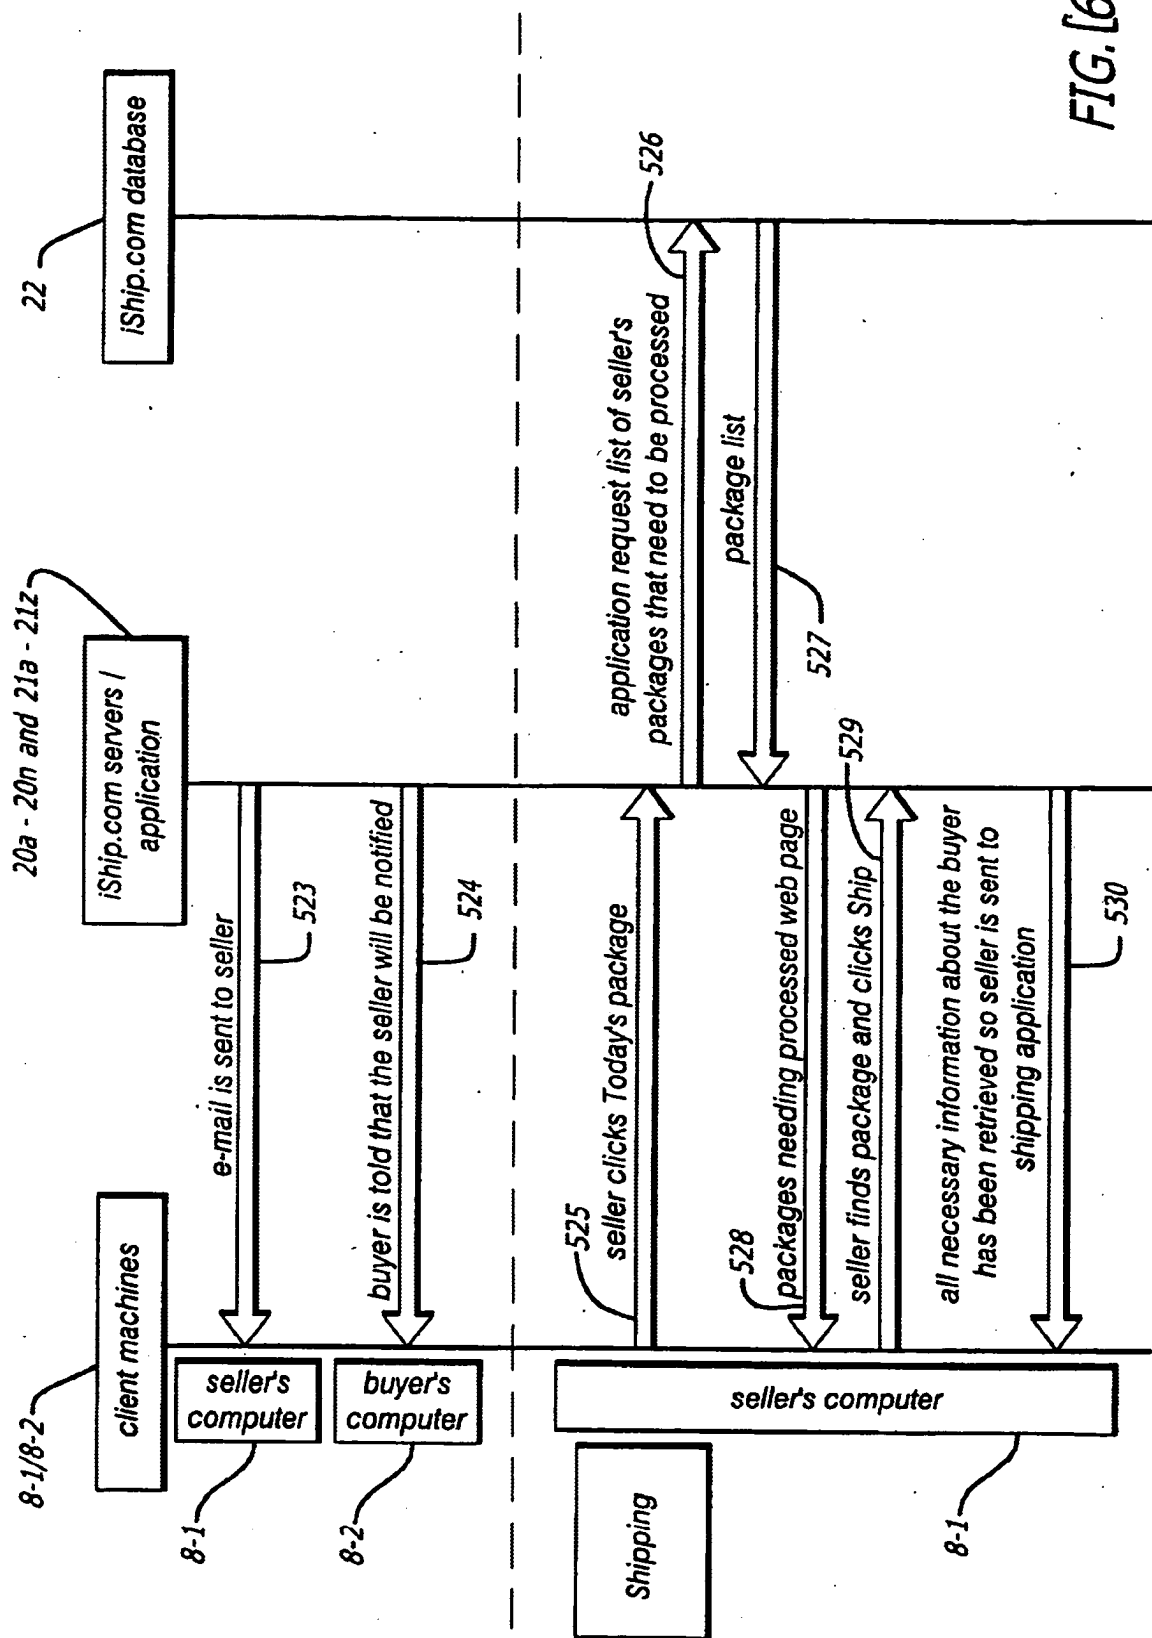 8-1/8-2
client machines
20a - 20n and 21a - 21z
iShip.com servers /
application
22
iShip.com database
8-1
seller's
computer
e-mail is sent to seller
523
8-2
buyer's
computer
buyer is told that the seller will be notified
524
Shipping
seller's computer
8-1
525
seller clicks Today's package
application request list of seller's
packages that need to be processed
526
package list
527
528
packages needing processed web page
seller finds package and clicks Ship
529
all necessary information about the buyer
has been retrieved so seller is sent to
shipping application
530
FIG. [6